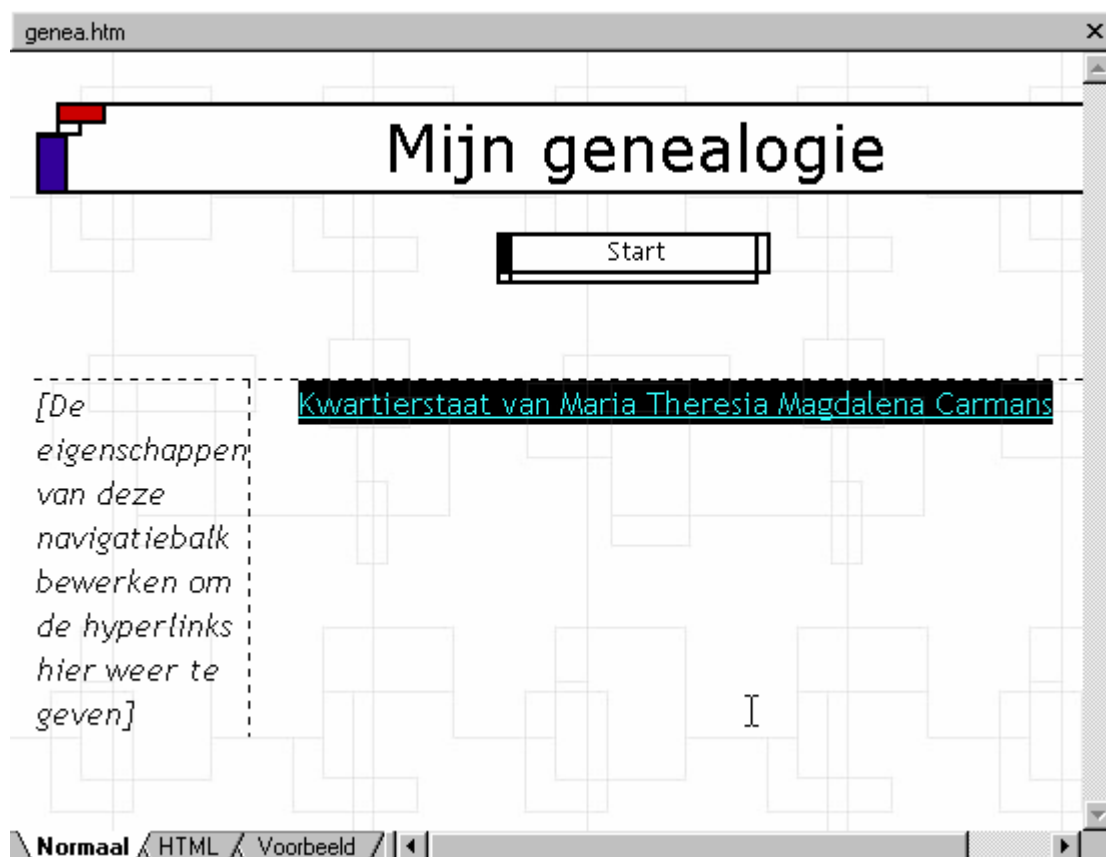 genea.htm
Mijn genealogie
Start
[De
eigenschappen
van deze
navigatiebalk
bewerken om
de hyperlinks
hier weer te
geven]
Kwartierstaat van Maria Theresia Magdalena Carmans
Normaal HTML Voorbeeld